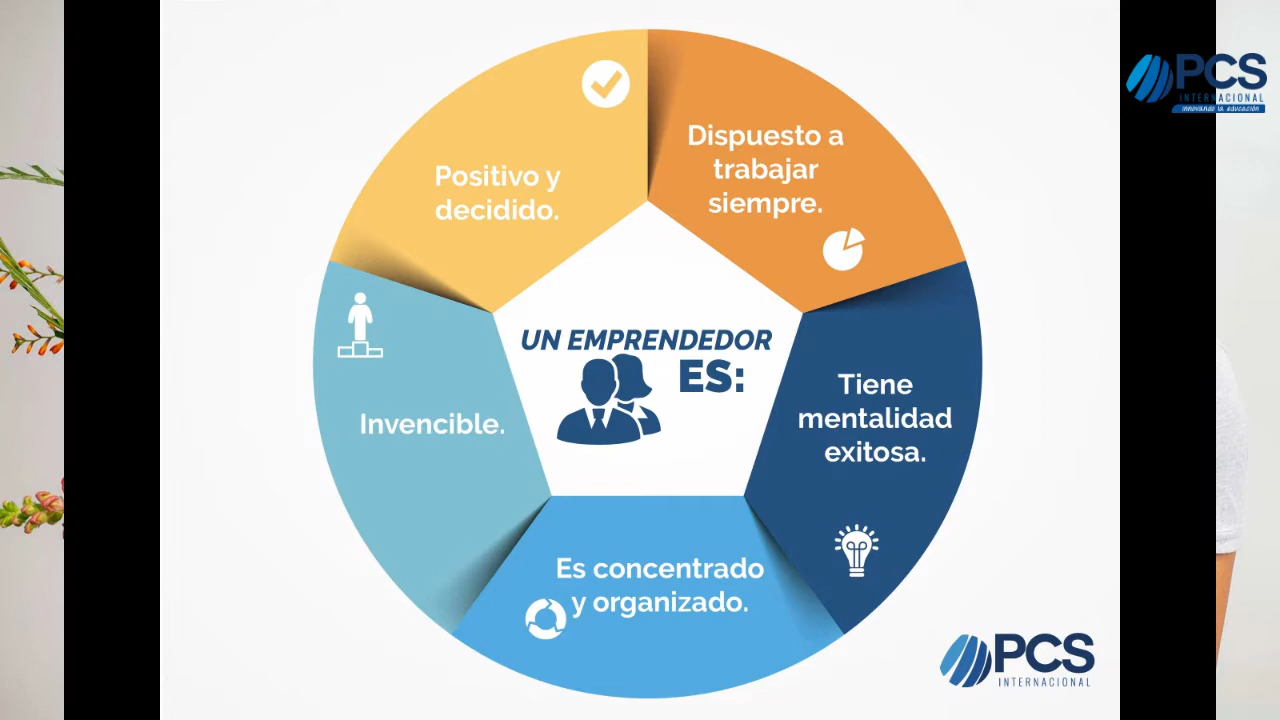 PCS
INTERNACIONAL
innovando la educación
Dispuesto a
trabajar
siempre.
Positivo y
decidido.
UN EMPRENDEDOR
ES:
Tiene
mentalidad
exitosa.
Invencible.
Es concentrado
y organizado.
PCS
INTERNACIONAL